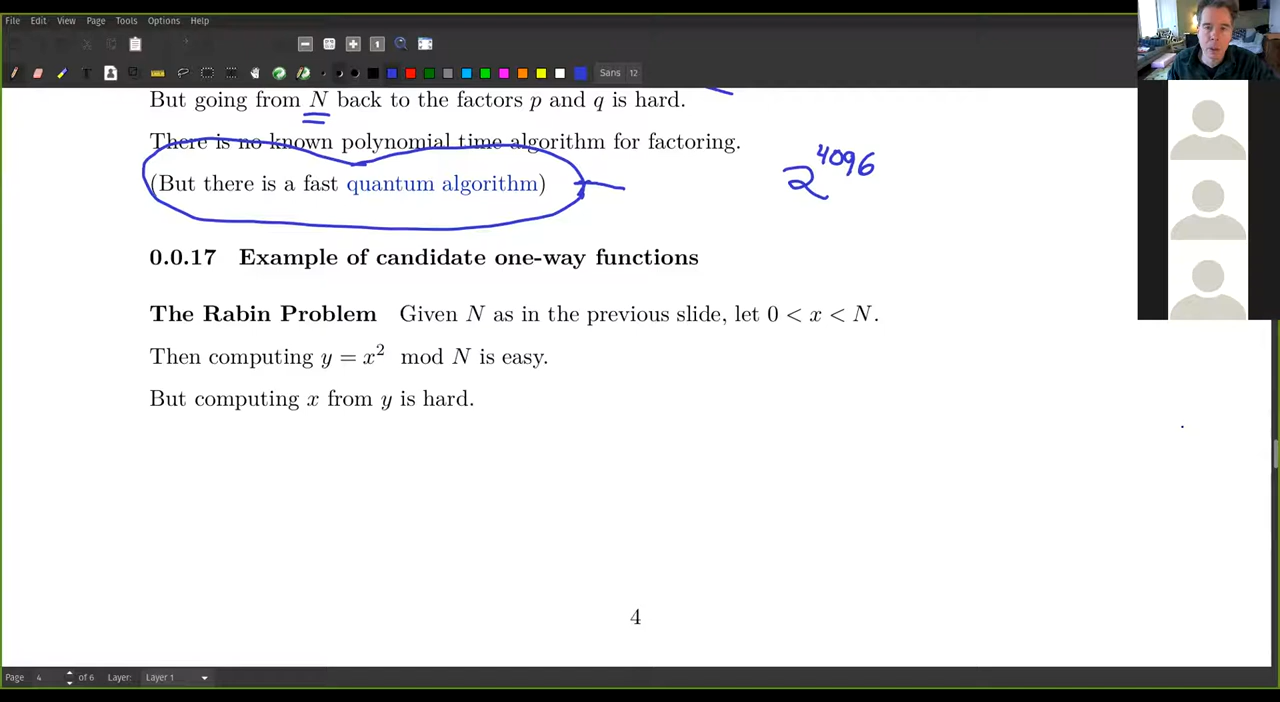 File Edit View Page Tools Options Help
Sans 12
But going from N back to the factors p and q is hard.
There is no known polynomial time algorithm for factoring.
(But there is a fast quantum algorithm)
2^4096
0.0.17 Example of candidate one-way functions
The Rabin Problem Given N as in the previous slide, let 0 < x < N.
Then computing y = x² mod N is easy.
But computing x from y is hard.
4
Page 4 of 6 Layer: Layer 1